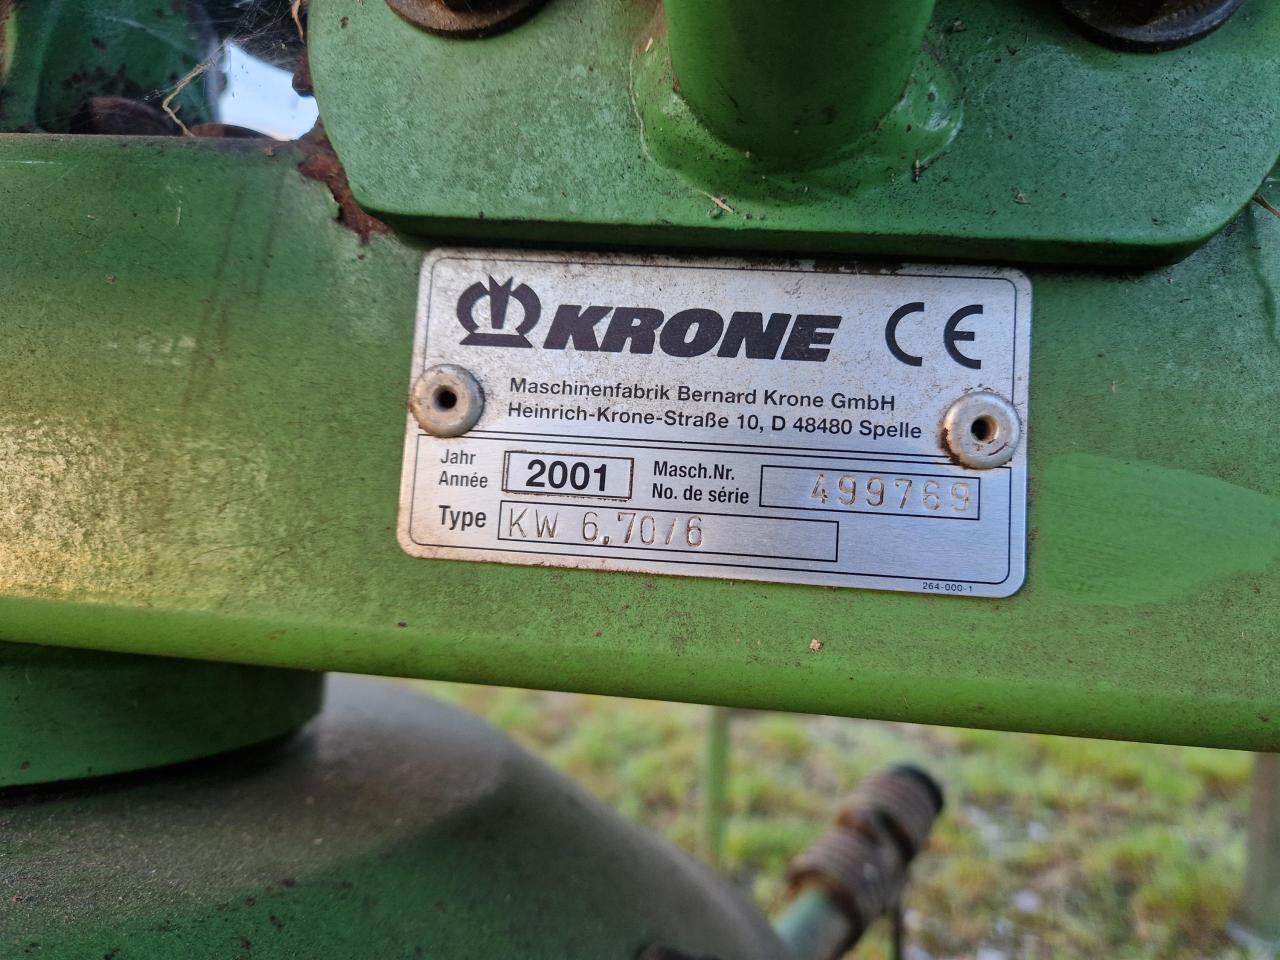 KRONE CE
Maschinenfabrik Bernard Krone GmbH
Heinrich-Krone-Straße 10, D 48480 Spelle
Jahr
Année
2001
Masch.Nr.
No. de série
499769
Type
KW 6,70/6
264-000-1